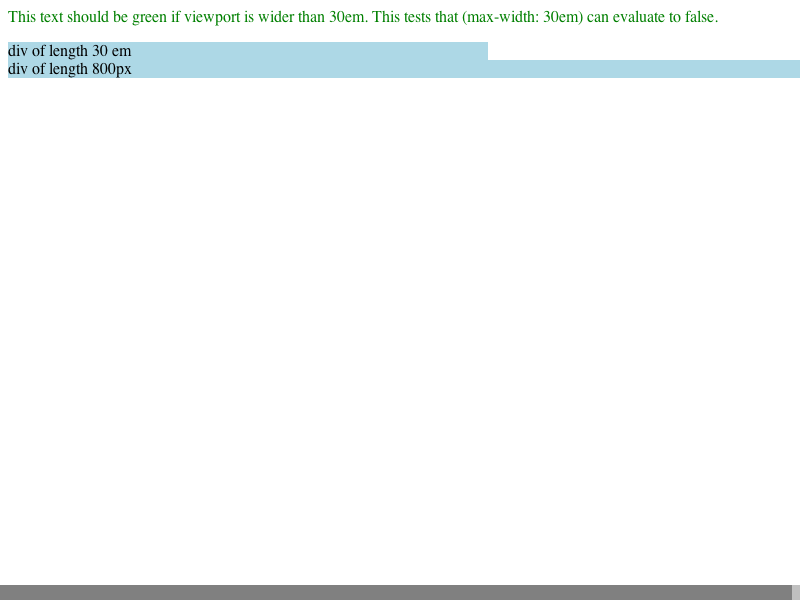 This text should be green if viewport is wider than 30em. This tests that (max-width: 30em) can evaluate to false.
div of length 30 em
div of length 800px